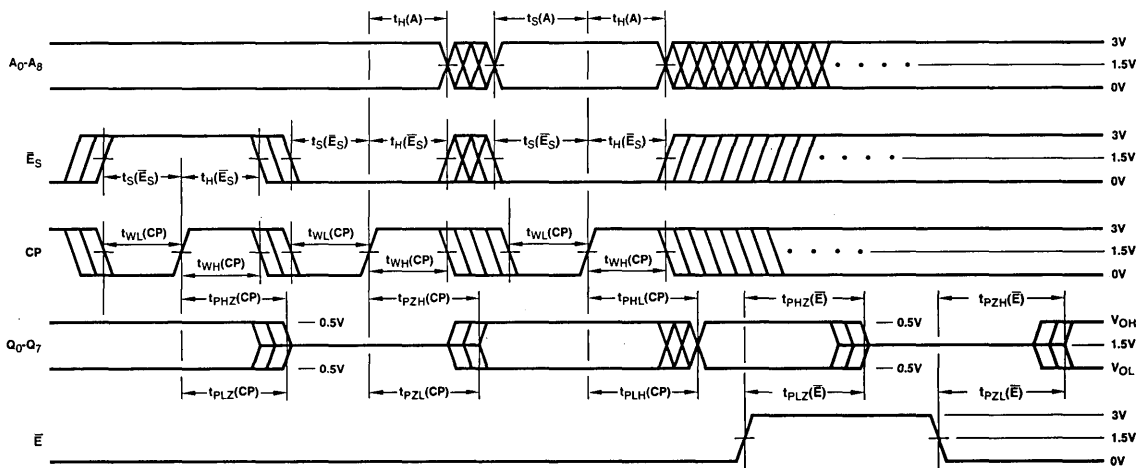 tH(A) tS(A) tH(A)
A0-A8 3V
1.5V
0V
tS(ĒS) tH(ĒS) tS(ĒS) tH(ĒS) 3V
ĒS 1.5V
tS(ĒS) tH(ĒS) 0V
tWL(CP) tWL(CP) tWL(CP) 3V
CP 1.5V
tWH(CP) tWH(CP) tWH(CP) 0V
tPHZ(CP) tPZH(CP) tPHL(CP) tPHZ(Ē) tPZH(Ē)
0.5V 0.5V VOH
Q0-Q7 1.5V
0.5V 0.5V VOL
tPLZ(CP) tPZL(CP) tPLH(CP) tPLZ(Ē) tPZL(Ē)
3V
Ē 1.5V
0V